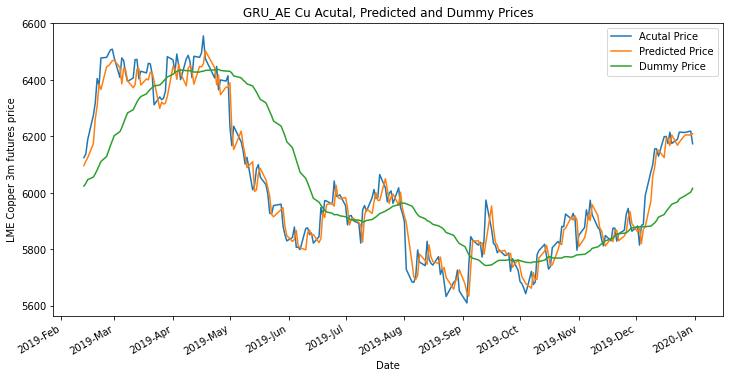 GRU_AE Cu Acutal, Predicted and Dummy Prices
Acutal Price
Predicted Price
Dummy Price
LME Copper 3m futures price
6600
6400
6200
6000
5800
5600
2019-Feb
2019-Mar
2019-Apr
2019-May
2019-Jun
2019-Jul
2019-Aug
2019-Sep
2019-Oct
2019-Nov
2019-Dec
2020-Jan
Date